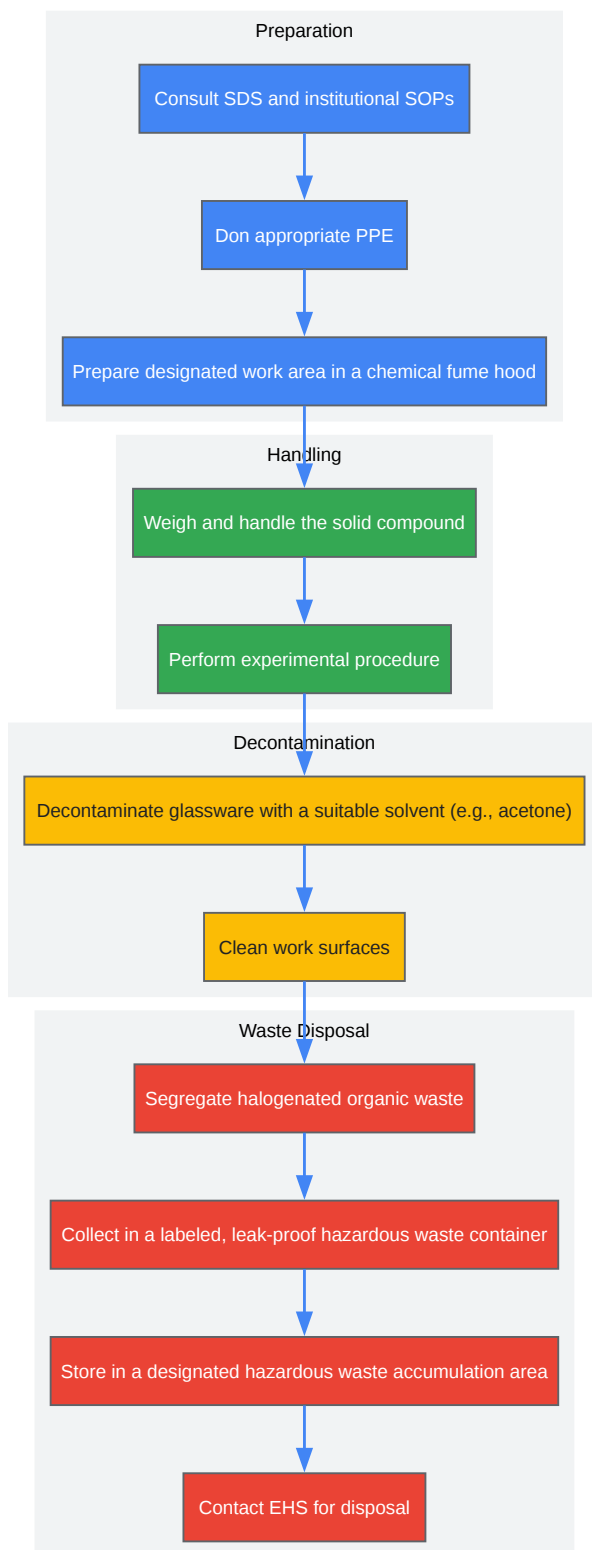 Preparation
Consult SDS and institutional SOPs
Don appropriate PPE
Prepare designated work area in a chemical fume hood
Handling
Weigh and handle the solid compound
Perform experimental procedure
Decontamination
Decontaminate glassware with a suitable solvent (e.g., acetone)
Clean work surfaces
Waste Disposal
Segregate halogenated organic waste
Collect in a labeled, leak-proof hazardous waste container
Store in a designated hazardous waste accumulation area
Contact EHS for disposal